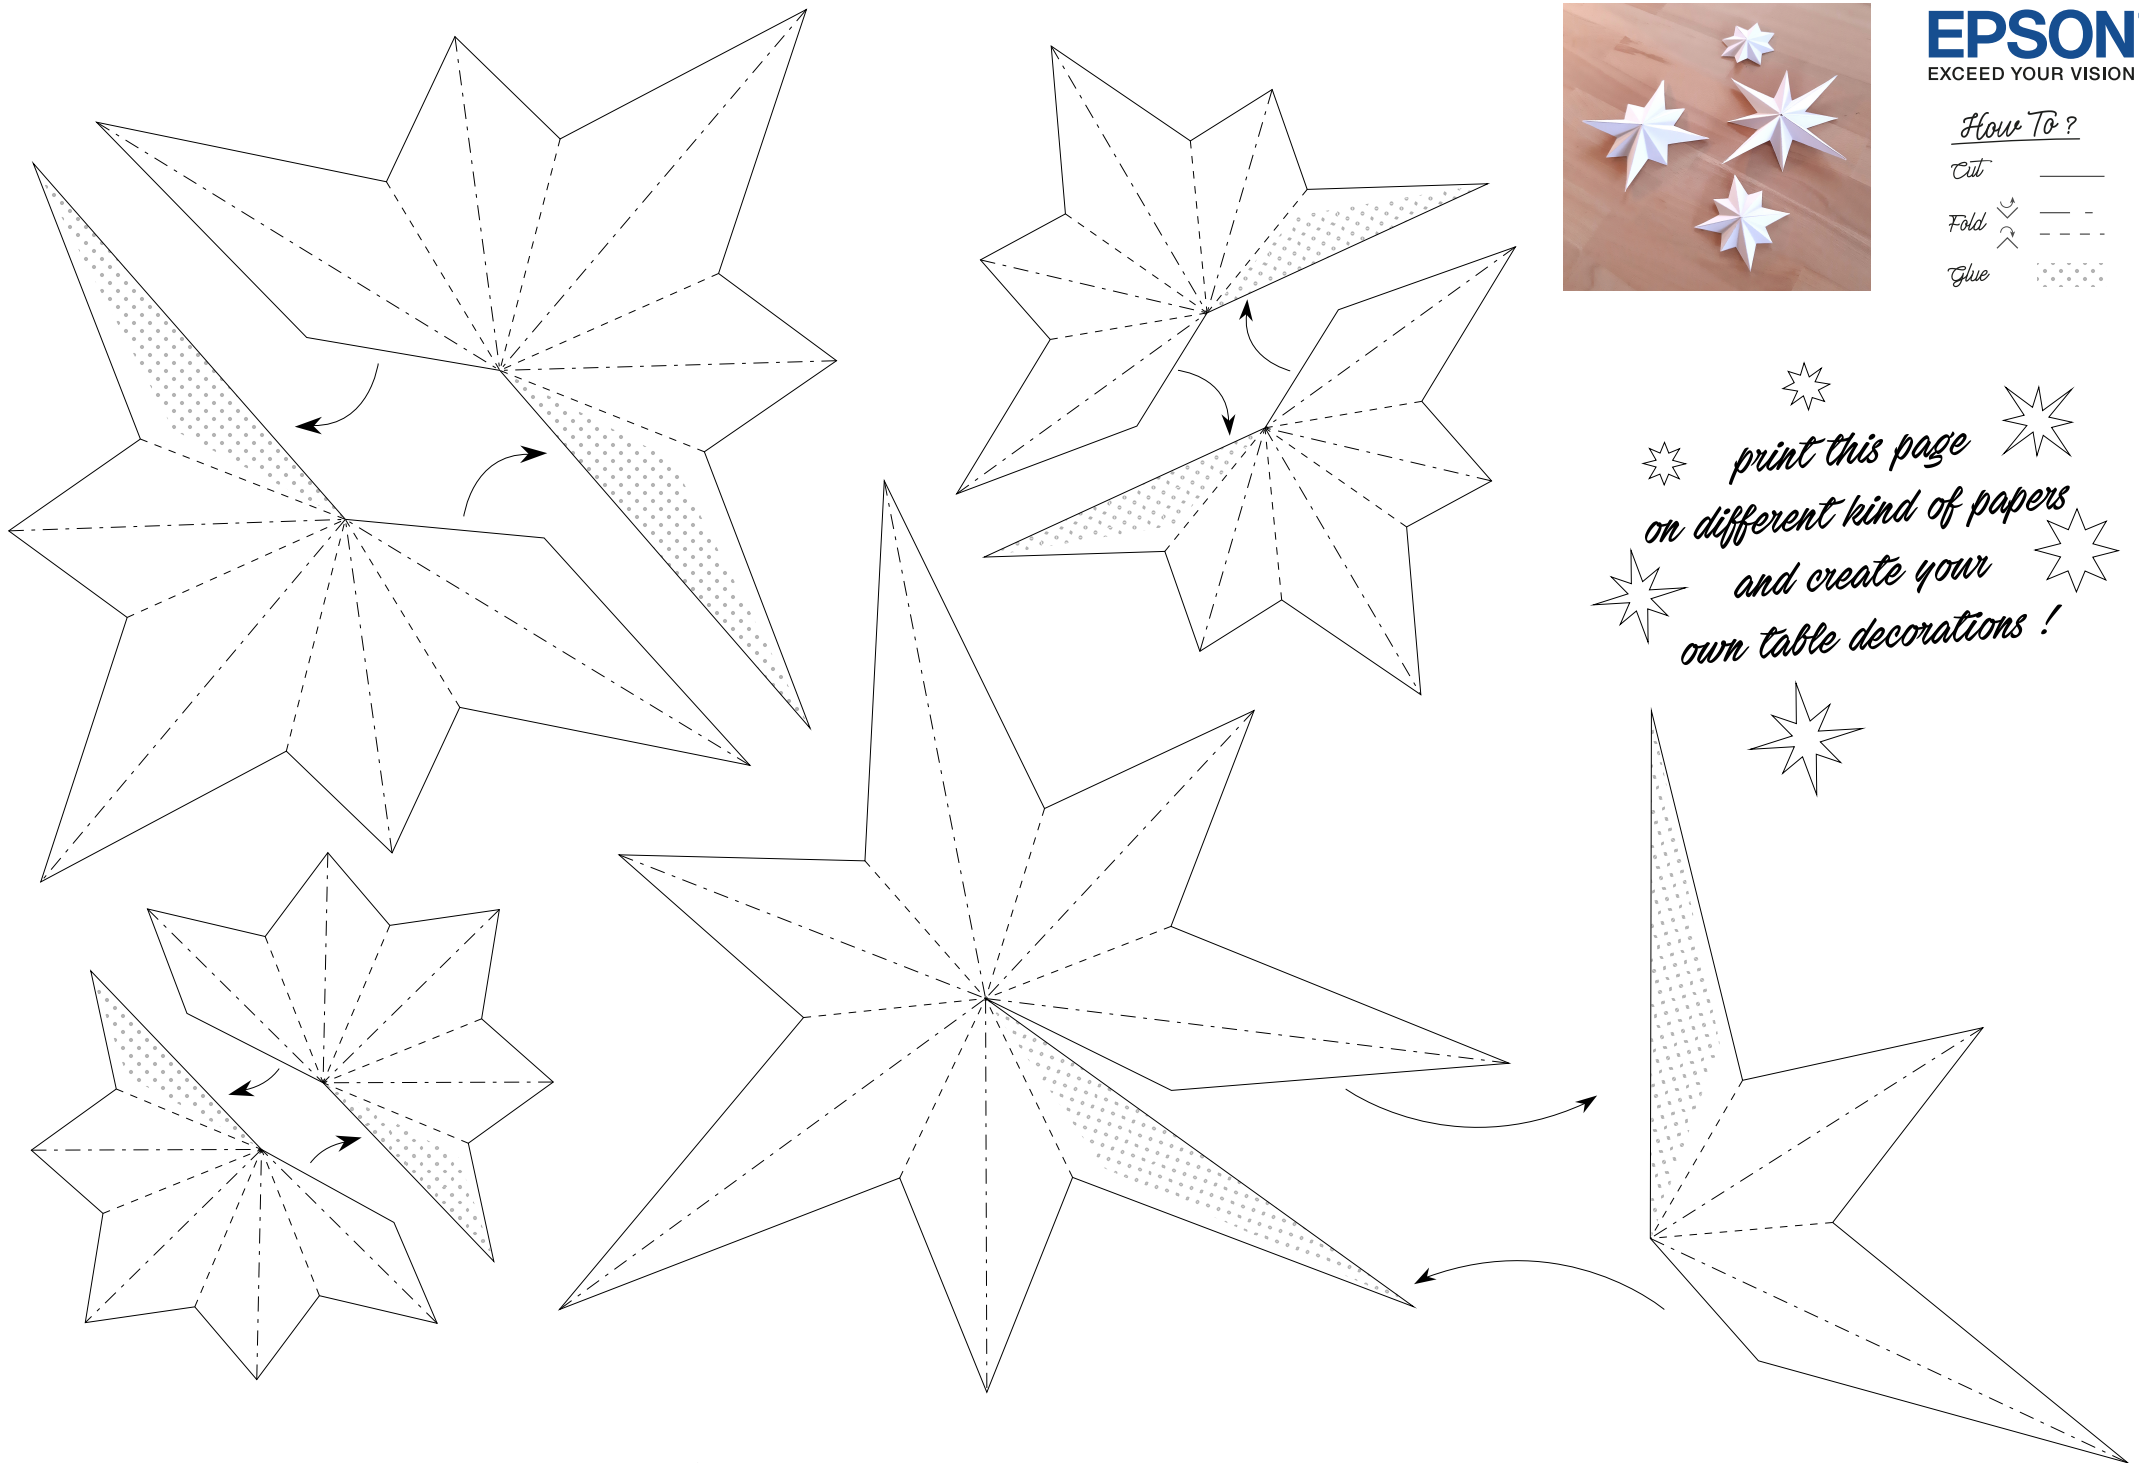 EPSON
EXCEED YOUR VISION
How To ?
Cut
Fold
Glue
print this page
on different kind of papers
and create your
own table decorations !